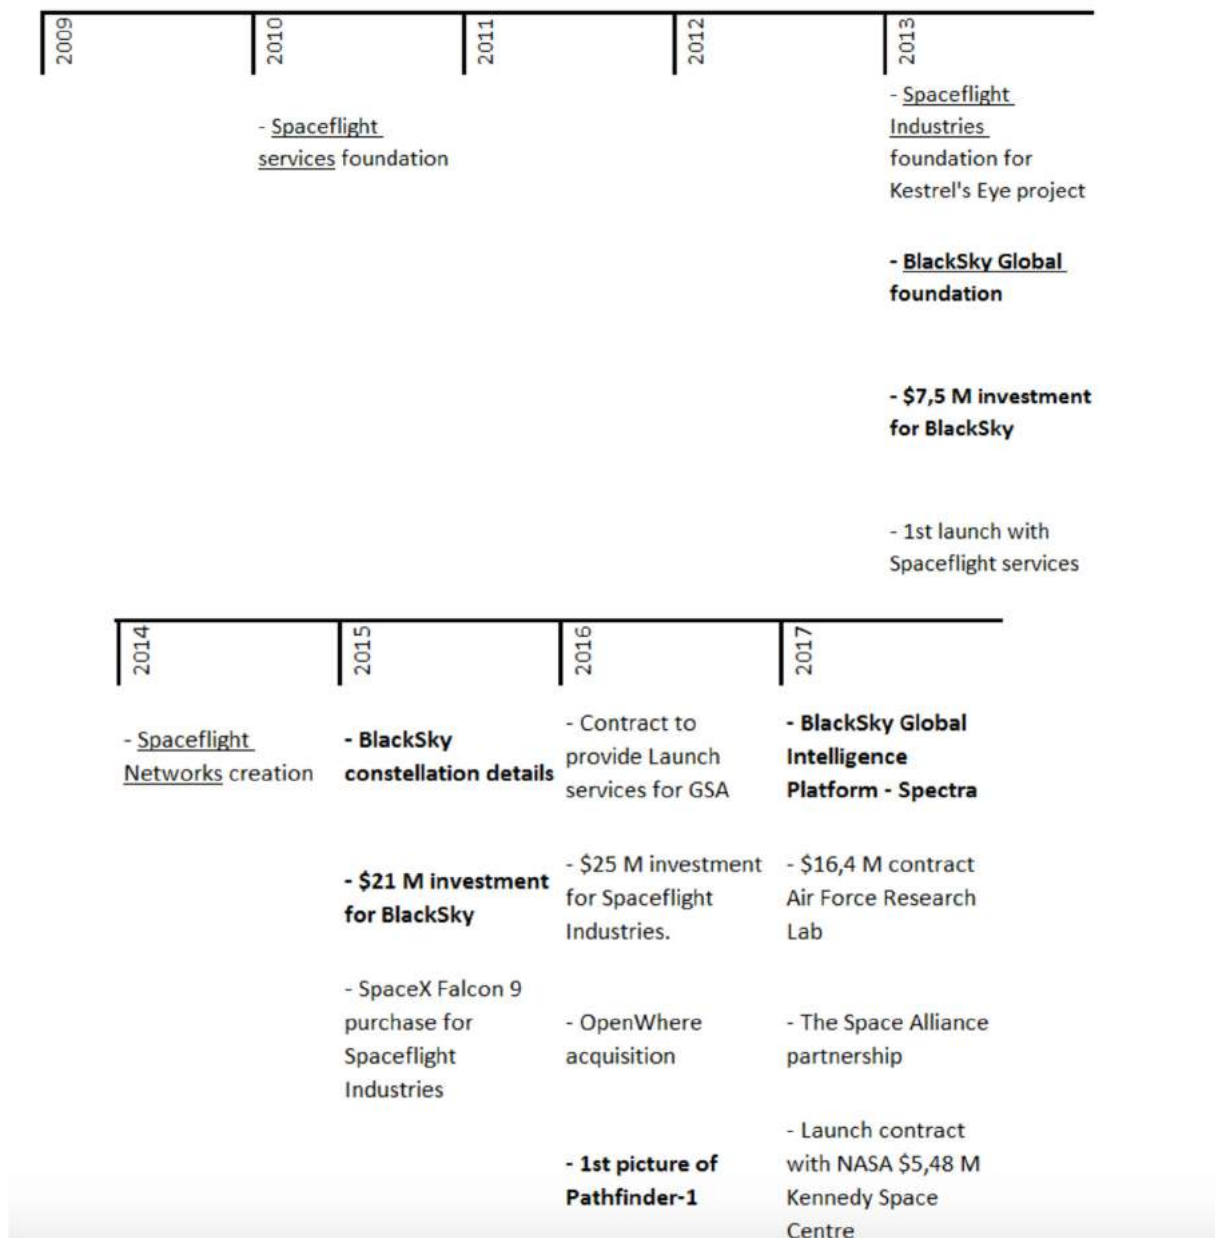 2009
2010
2011
2012
2013
- Spaceflight
services foundation
- Spaceflight
Industries
foundation for
Kestrel's Eye project
- BlackSky Global
foundation
- $7,5 M investment
for BlackSky
- 1st launch with
Spaceflight services
2014
2015
2016
2017
- Spaceflight
Networks creation
- BlackSky
constellation details
- $21 M investment
for BlackSky
- SpaceX Falcon 9
purchase for
Spaceflight
Industries
- Contract to
provide Launch
services for GSA
- $25 M investment
for Spaceflight
Industries.
- OpenWhere
acquisition
- 1st picture of
Pathfinder-1
- BlackSky Global
Intelligence
Platform - Spectra
- $16,4 M contract
Air Force Research
Lab
- The Space Alliance
partnership
- Launch contract
with NASA $5,48 M
Kennedy Space
Centre